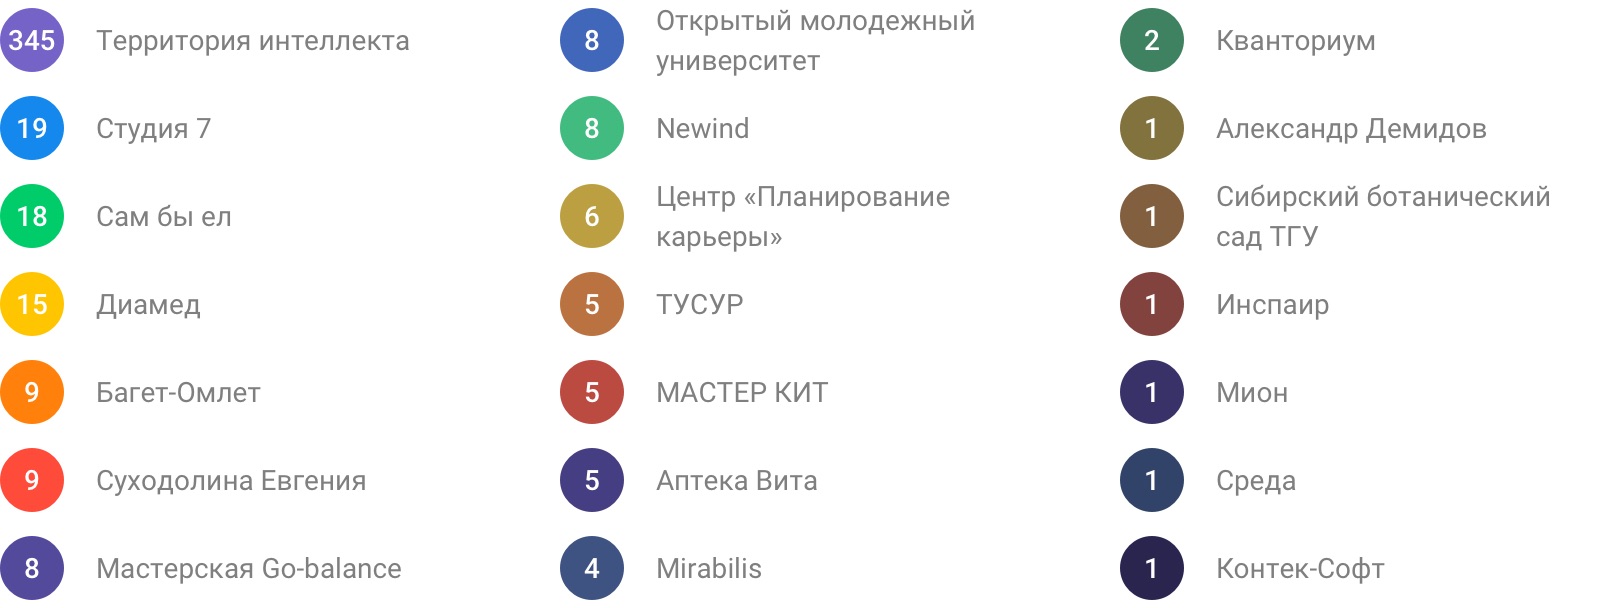 345 Территория интеллекта
19 Студия 7
18 Сам бы ел
15 Диамед
9 Багет-Омлет
9 Суходолина Евгения
8 Мастерская Go-balance
8 Открытый молодежный
университет
8 Newind
6 Центр «Планирование
карьеры»
5 ТУСУР
5 МАСТЕР КИТ
5 Аптека Вита
4 Mirabilis
2 Кванториум
1 Александр Демидов
1 Сибирский ботанический
сад ТГУ
1 Инспаир
1 Мион
1 Среда
1 Контек-Софт